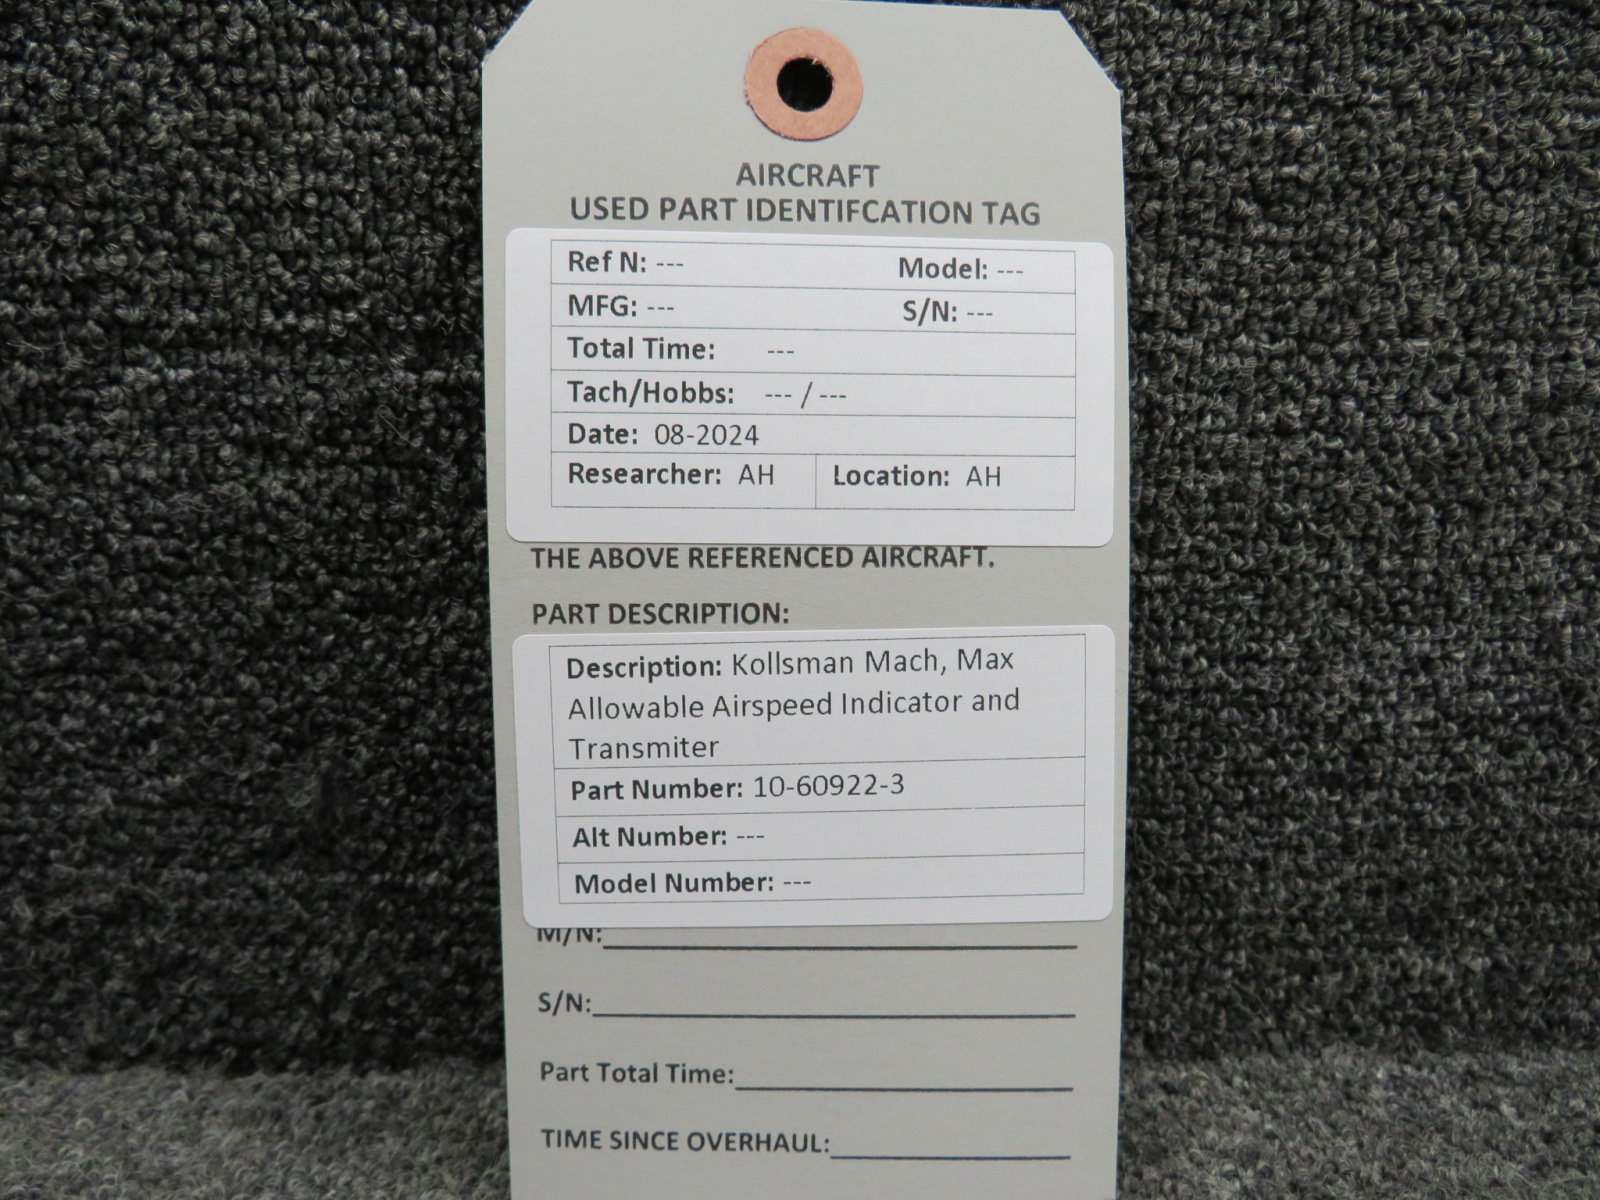 AIRCRAFT
USED PART IDENTIFCATION TAG
Ref N: --- Model: ---
MFG: --- S/N: ---
Total Time: ---
Tach/Hobbs: --- / ---
Date: 08-2024
Researcher: AH Location: AH
THE ABOVE REFERENCED AIRCRAFT.
PART DESCRIPTION:
Description: Kollsman Mach, Max
Allowable Airspeed Indicator and
Transmiter
Part Number: 10-60922-3
Alt Number: ---
Model Number: ---
M/N:
S/N:
Part Total Time:
TIME SINCE OVERHAUL: